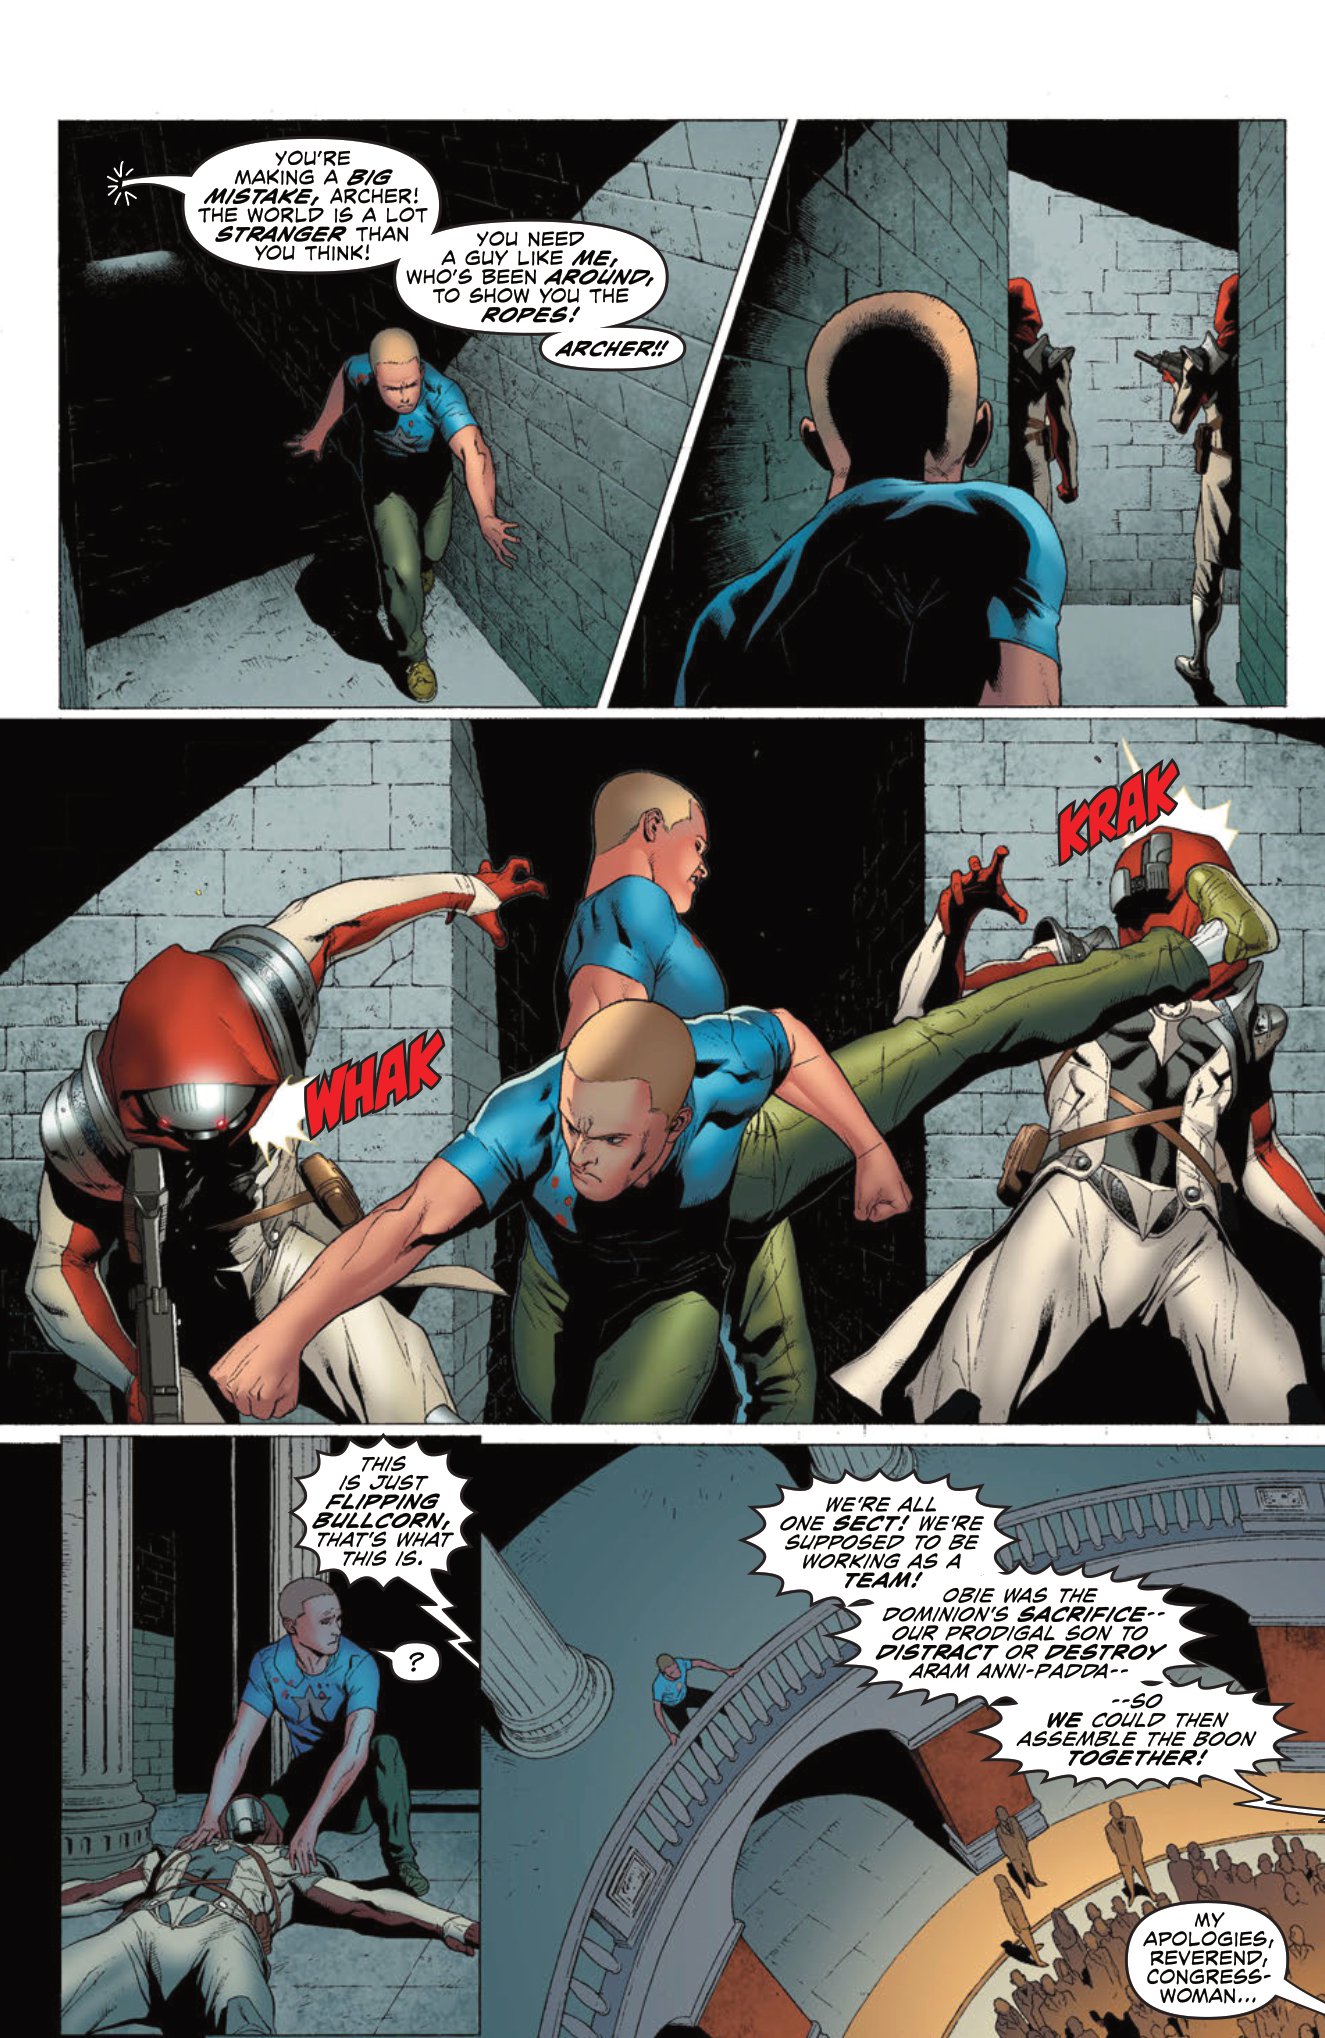 YOU'RE
MAKING A BIG
MISTAKE, ARCHER!
THE WORLD IS A LOT
STRANGER THAN
YOU THINK!
YOU NEED
A GUY LIKE ME,
WHO'S BEEN AROUND,
TO SHOW YOU THE
ROPES!
ARCHER!!
WHAK
KRAK
THIS
IS JUST
FLIPPING
BULLCORN,
THAT'S WHAT
THIS IS.
?
WE'RE ALL
ONE SECT! WE'RE
SUPPOSED TO BE
WORKING AS A
TEAM!
OBIE WAS THE
DOMINION'S SACRIFICE--
OUR PRODIGAL SON TO
DISTRACT OR DESTROY
ARAM ANNI-PADDA--
--SO
WE COULD THEN
ASSEMBLE THE BOON
TOGETHER!
MY
APOLOGIES,
REVEREND,
CONGRESS-
WOMAN...